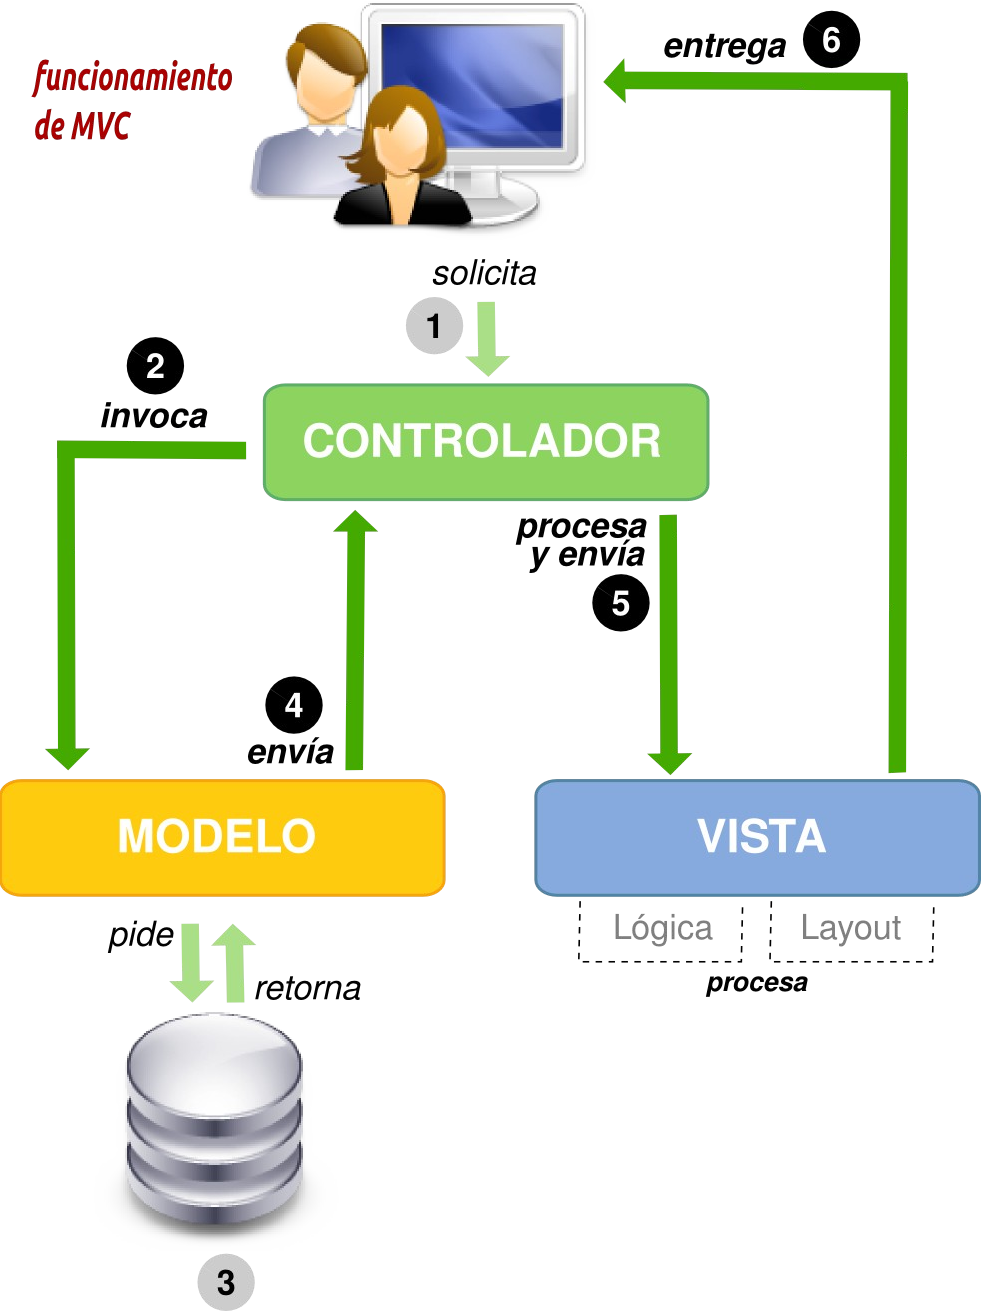 funcionamiento
de MVC
entrega 6
solicita
1
2
invoca
CONTROLADOR
procesa
y envía
5
4
envía
MODELO
VISTA
Lógica
Layout
procesa
pide
retorna
3